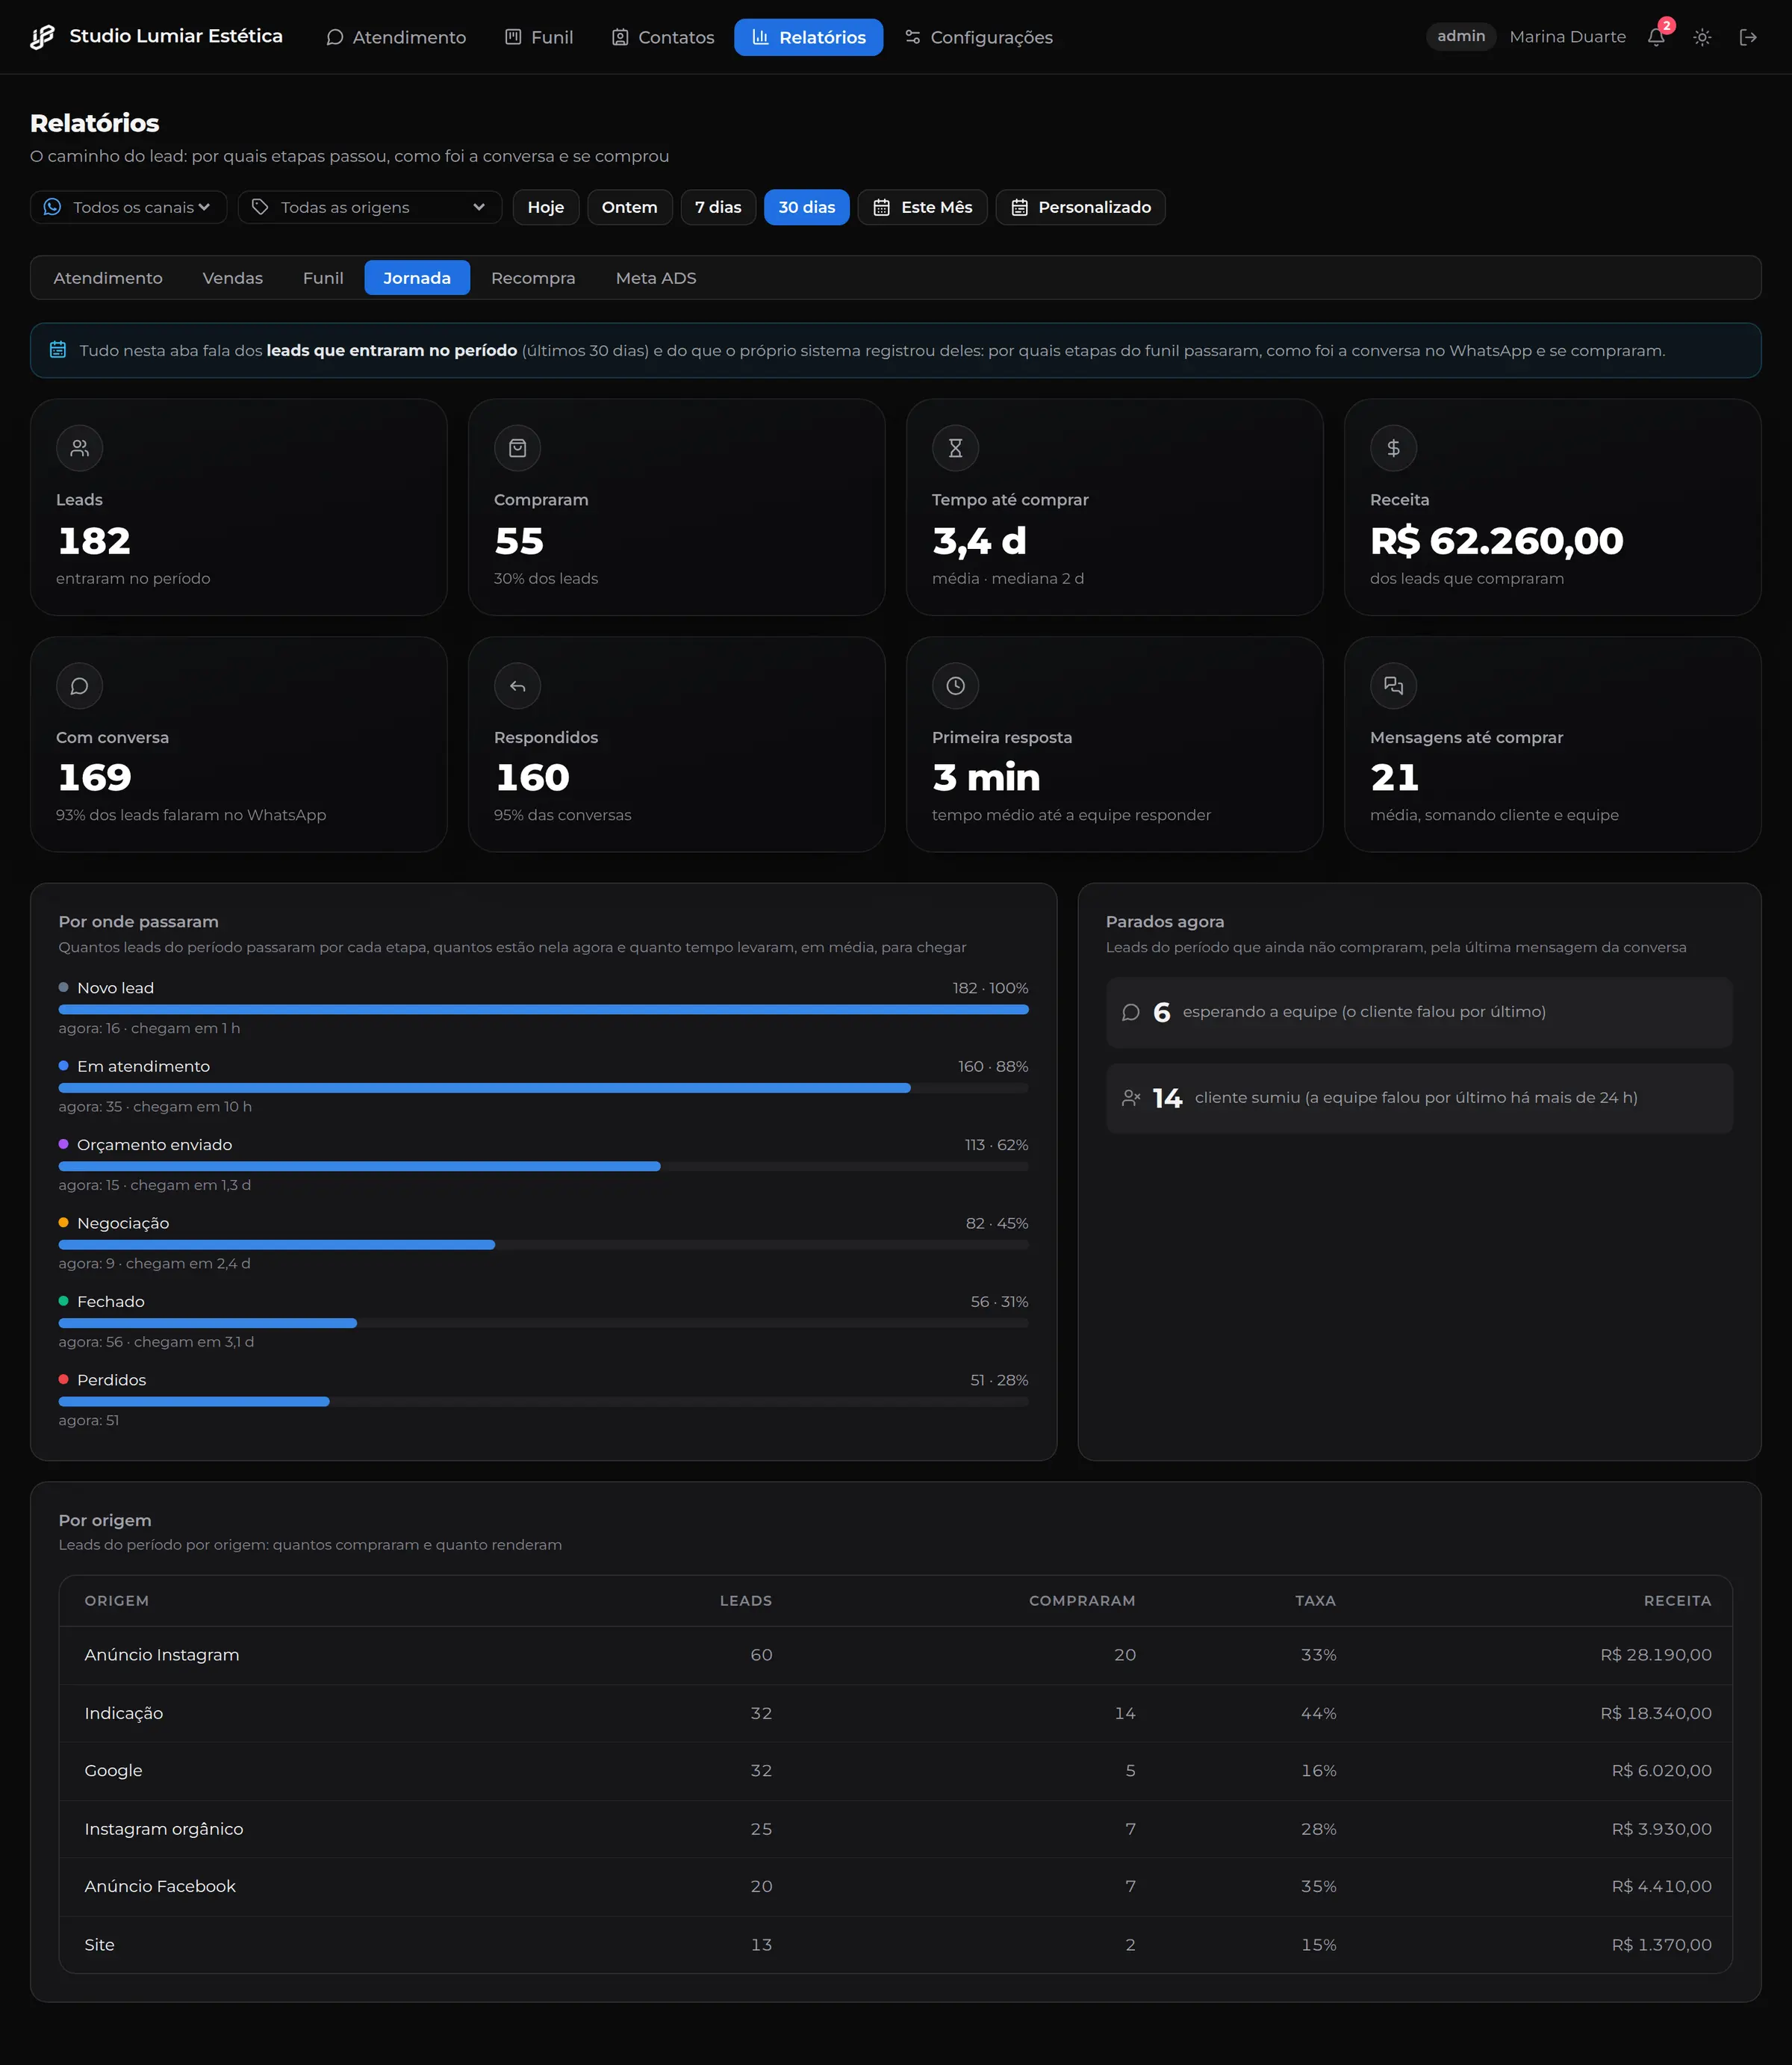 Studio Lumiar Estética
Atendimento
Funil
Contatos
Relatórios
Configurações
admin
Marina Duarte
2
Relatórios
O caminho do lead: por quais etapas passou, como foi a conversa e se comprou
Todos os canais
Todas as origens
Hoje
Ontem
7 dias
30 dias
Este Mês
Personalizado
Atendimento
Vendas
Funil
Jornada
Recompra
Meta ADS
Tudo nesta aba fala dos leads que entraram no período (últimos 30 dias) e do que o próprio sistema registrou deles: por quais etapas do funil passaram, como foi a conversa no WhatsApp e se compraram.
Leads
182
entraram no período
Compraram
55
30% dos leads
Tempo até comprar
3,4 d
média · mediana 2 d
Receita
R$ 62.260,00
dos leads que compraram
Com conversa
169
93% dos leads falaram no WhatsApp
Respondidos
160
95% das conversas
Primeira resposta
3 min
tempo médio até a equipe responder
Mensagens até comprar
21
média, somando cliente e equipe
Por onde passaram
Quantos leads do período passaram por cada etapa, quantos estão nela agora e quanto tempo levaram, em média, para chegar
Novo lead
182 · 100%
agora: 16 · chegam em 1 h
Em atendimento
160 · 88%
agora: 35 · chegam em 10 h
Orçamento enviado
113 · 62%
agora: 15 · chegam em 1,3 d
Negociação
82 · 45%
agora: 9 · chegam em 2,4 d
Fechado
56 · 31%
agora: 56 · chegam em 3,1 d
Perdidos
51 · 28%
agora: 51
Parados agora
Leads do período que ainda não compraram, pela última mensagem da conversa
6 esperando a equipe (o cliente falou por último)
14 cliente sumiu (a equipe falou por último há mais de 24 h)
Por origem
Leads do período por origem: quantos compraram e quanto renderam
ORIGEM LEADS COMPRARAM TAXA RECEITA
Anúncio Instagram 60 20 33% R$ 28.190,00
Indicação 32 14 44% R$ 18.340,00
Google 32 5 16% R$ 6.020,00
Instagram orgânico 25 7 28% R$ 3.930,00
Anúncio Facebook 20 7 35% R$ 4.410,00
Site 13 2 15% R$ 1.370,00